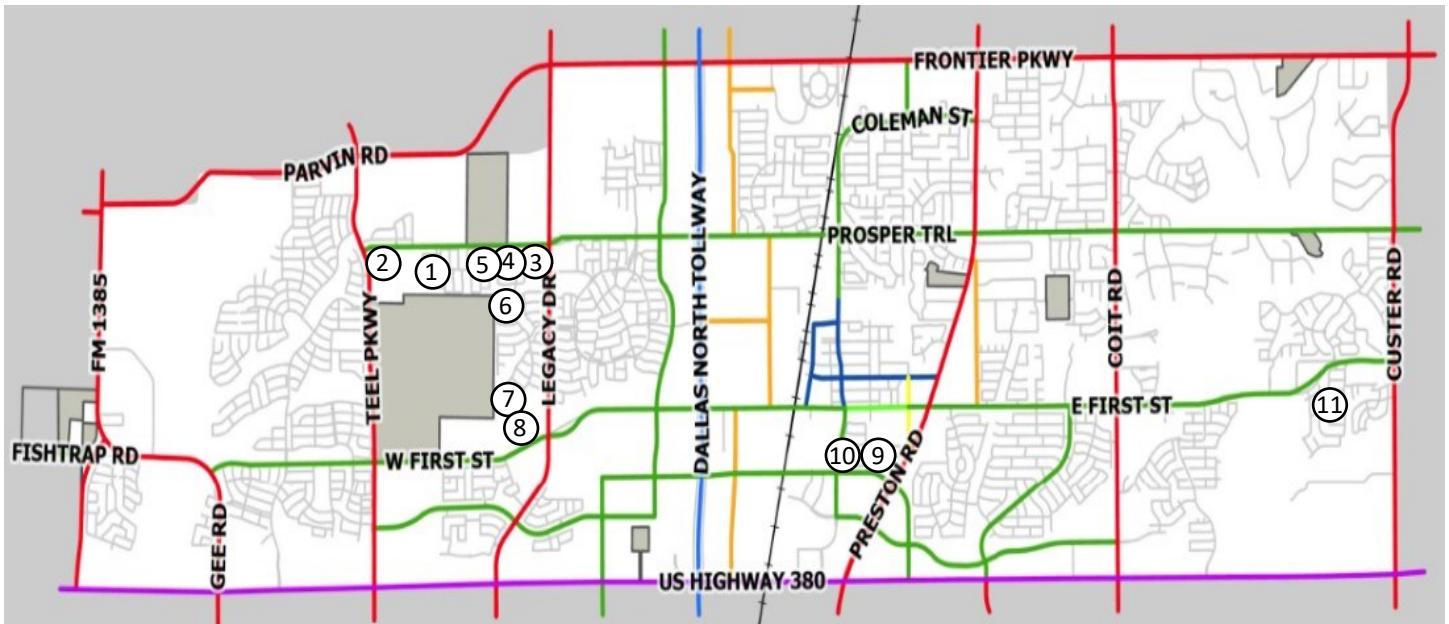 FRONTIER PKWY
COLEMAN ST
PARVIN RD
PROSPER TRL
2
1
5
4
3
6
FM-1385
TEEL PKWY
LEGACY DR
DALLAS NORTH TOLLWAY
COIT RD
CUSTER RD
7
8
E FIRST ST
11
FISHTRAP RD
W FIRST ST
10
9
PRESTON RD
GEE RD
US HIGHWAY 380